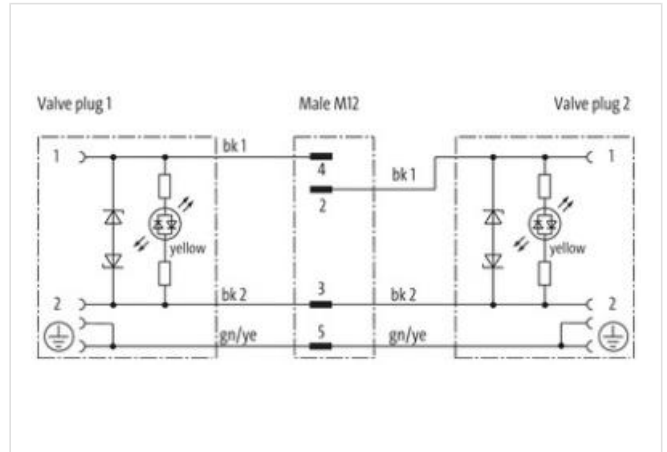 Valve plug 1 Male M12 Valve plug 2
1 bk 1 4 1
2 bk 1
yellow yellow
2 bk 2 3 bk 2 2
gn/ye 5 gn/ye